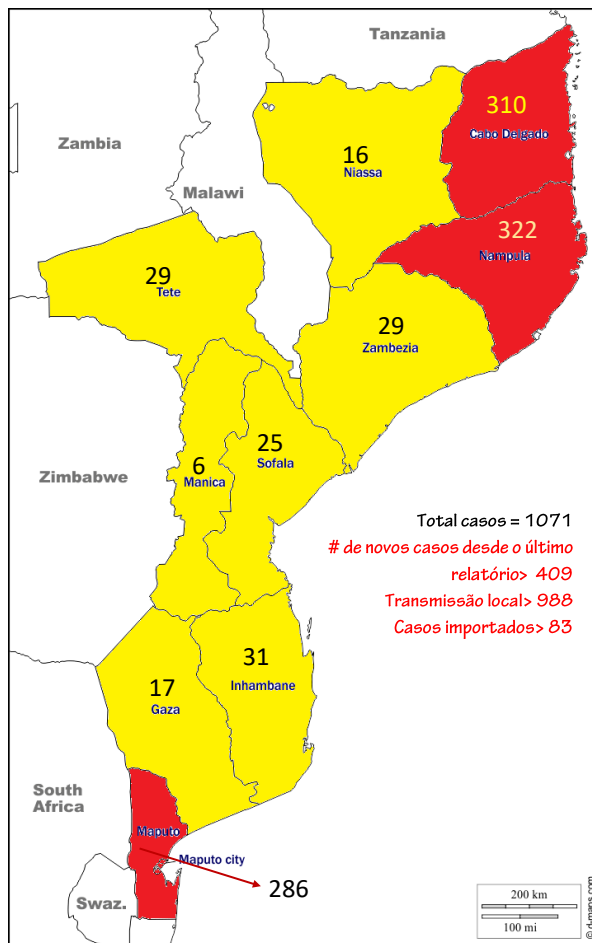 Tanzania
310
Cabo Delgado
Zambia
16
Niassa
Malawi
322
Nampula
29
Tete
29
Zambezia
25
Sofala
6
Manica
Zimbabwe
Total casos = 1071
# de novos casos desde o último
relatório> 409
Transmissão local> 988
Casos importados> 83
31
Inhambane
17
Gaza
South
Africa
Maputo
Maputo city
286
Swaz.
200 km
100 mi
© d-maps.com